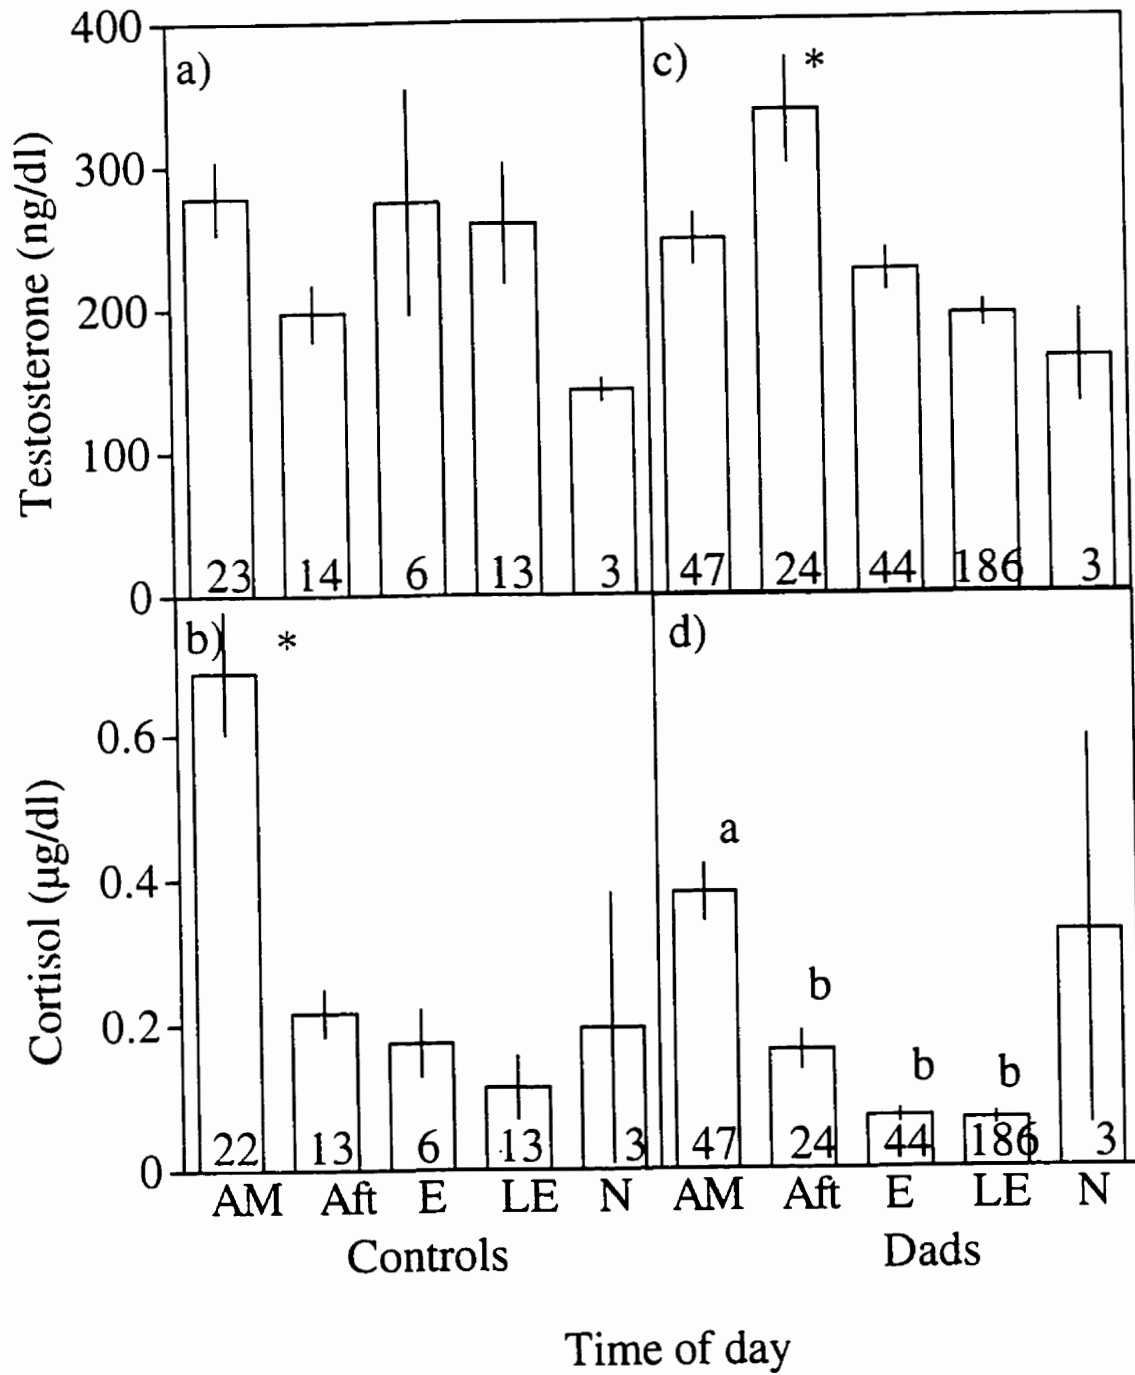 400
300
200
100
0
Testosterone (ng/dl)
a)
c)
*
23 14 6 13 3 47 24 44 186 3
0.6
0.4
0.2
0
Cortisol (μg/dl)
b)
*
d)
a
b
b
b
22 13 6 13 3 47 24 44 186 3
AM Aft E LE N AM Aft E LE N
Controls Dads
Time of day